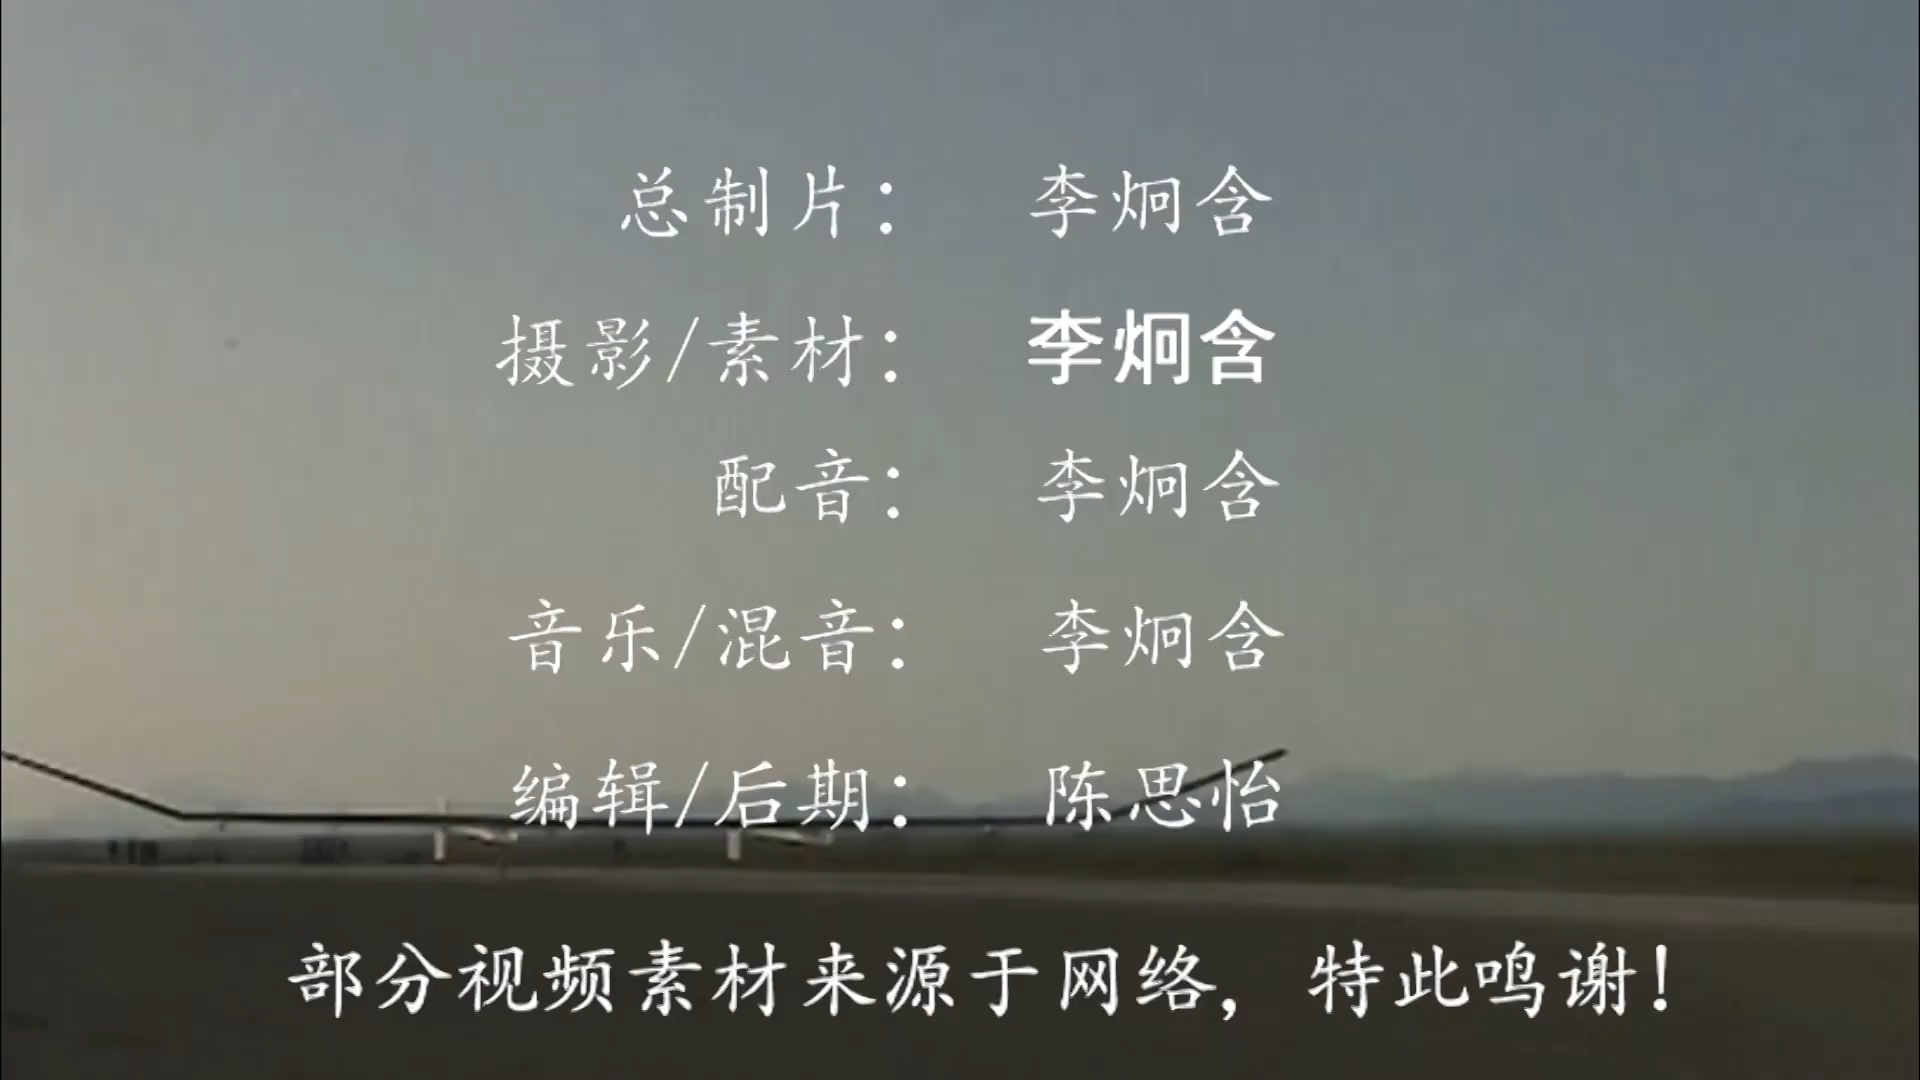 总制片： 李炯含
摄影/素材： 李炯含
配音： 李炯含
音乐/混音： 李炯含
编辑/后期： 陈思怡
部分视频素材来源于网络，特此鸣谢！